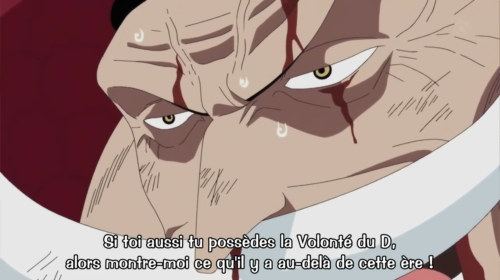 Si toi aussi tu possèdes la Volonté du D,
alors montre-moi ce qu'il y a au-delà de cette ère !